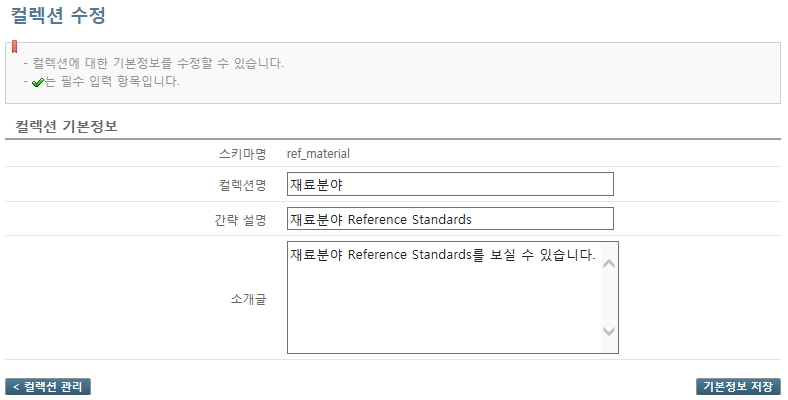 컬렉션 수정
- 컬렉션에 대한 기본정보를 수정할 수 있습니다.
- ✔는 필수 입력 항목입니다.
컬렉션 기본정보
스키마명 ref_material
컬렉션명 재료분야
간략 설명 재료분야 Reference Standards
소개글 재료분야 Reference Standards를 보실 수 있습니다.
< 컬렉션 관리 기본정보 저장